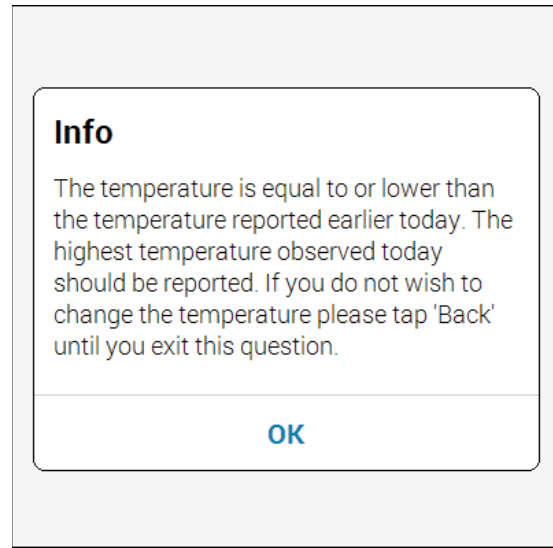 Info
The temperature is equal to or lower than
the temperature reported earlier today. The
highest temperature observed today
should be reported. If you do not wish to
change the temperature please tap 'Back'
until you exit this question.
OK